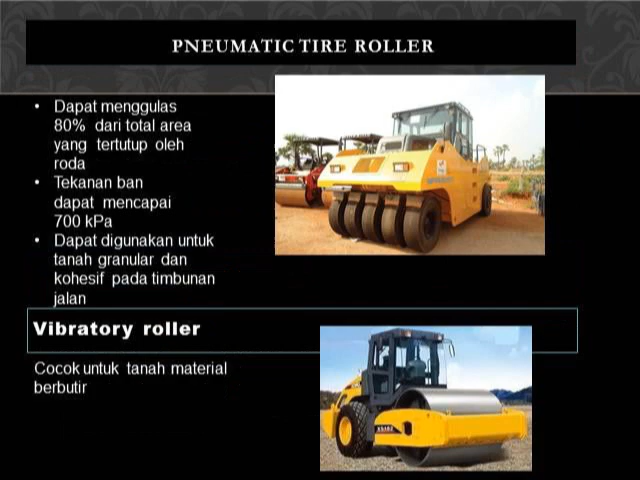 PNEUMATIC TIRE ROLLER
• Dapat menggulas
80% dari total area
yang tertutup oleh
roda
• Tekanan ban
dapat mencapai
700 kPa
• Dapat digunakan untuk
tanah granular dan
kohesif pada timbunan
jalan
Vibratory roller
Cocok untuk tanah material
berbutir